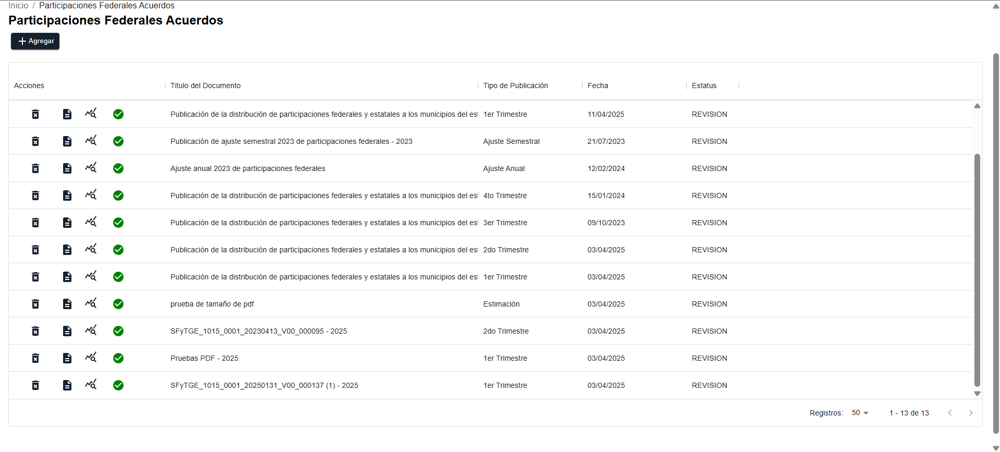 Inicio / Participaciones Federales Acuerdos
Participaciones Federales Acuerdos
Agregar
Acciones Titulo del Documento Tipo de Publicación Fecha Estatus
Publicación de la distribución de participaciones federales y estatales a los municipios del est 1er Trimestre 11/04/2025 REVISION
Publicación de ajuste semestral 2023 de participaciones federales - 2023 Ajuste Semestral 21/07/2023 REVISION
Ajuste anual 2023 de participaciones federales Ajuste Anual 12/02/2024 REVISION
Publicación de la distribución de participaciones federales y estatales a los municipios del est 4to Trimestre 15/01/2024 REVISION
Publicación de la distribución de participaciones federales y estatales a los municipios del est 3er Trimestre 09/10/2023 REVISION
Publicación de la distribución de participaciones federales y estatales a los municipios del est 2do Trimestre 03/04/2025 REVISION
Publicación de la distribución de participaciones federales y estatales a los municipios del est 1er Trimestre 03/04/2025 REVISION
prueba de tamaño de pdf Estimación 03/04/2025 REVISION
SFyTGE_1015_0001_20230413_V00_000095 - 2025 2do Trimestre 03/04/2025 REVISION
Pruebas PDF - 2025 1er Trimestre 03/04/2025 REVISION
SFyTGE_1015_0001_20250131_V00_000137 (1) - 2025 1er Trimestre 03/04/2025 REVISION
Registros: 50 1 - 13 de 13